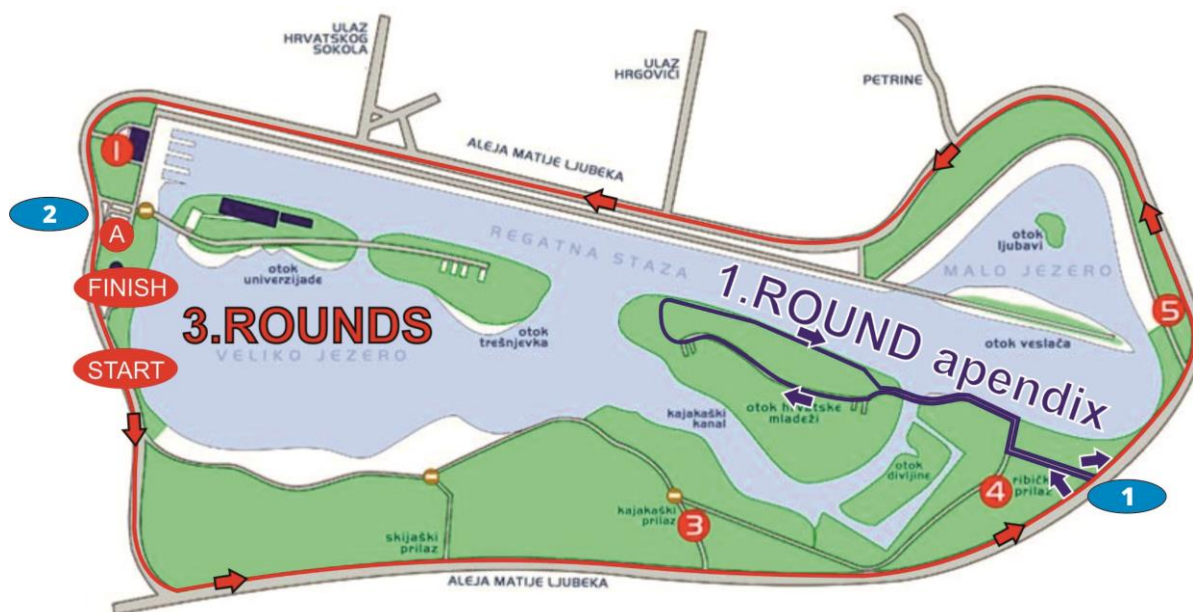 ULAZ
HRVATSKOG
SOKOLA
ULAZ
HRGOVIĆI
PETRINE
ALEJA MATIJE LJUBEKA
I
2
A
FINISH
START
otok
univerzijade
otok
trešnjevka
REGATNA STAZA
3.ROUNDS
VELIKO JEZERO
otok
ljubavi
MALO JEZERO
5
otok veslača
1.ROUND apendix
otok hrvatske
mladeži
kajakaški
kanal
otok
divljine
4
ribički
prilaz
1
kajakaški
prilaz
3
skijaški
prilaz
ALEJA MATIJE LJUBEKA